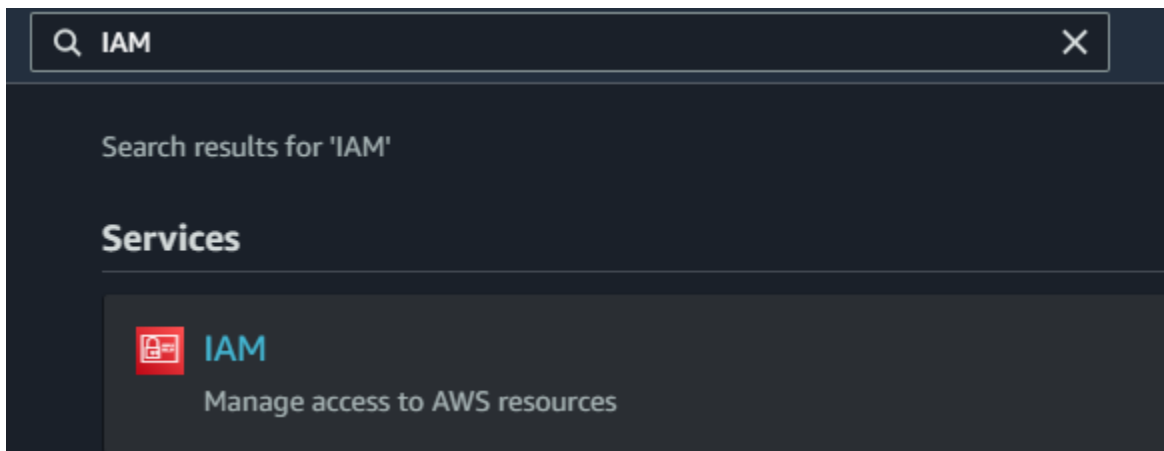 IAM
Search results for 'IAM'
Services
IAM
Manage access to AWS resources